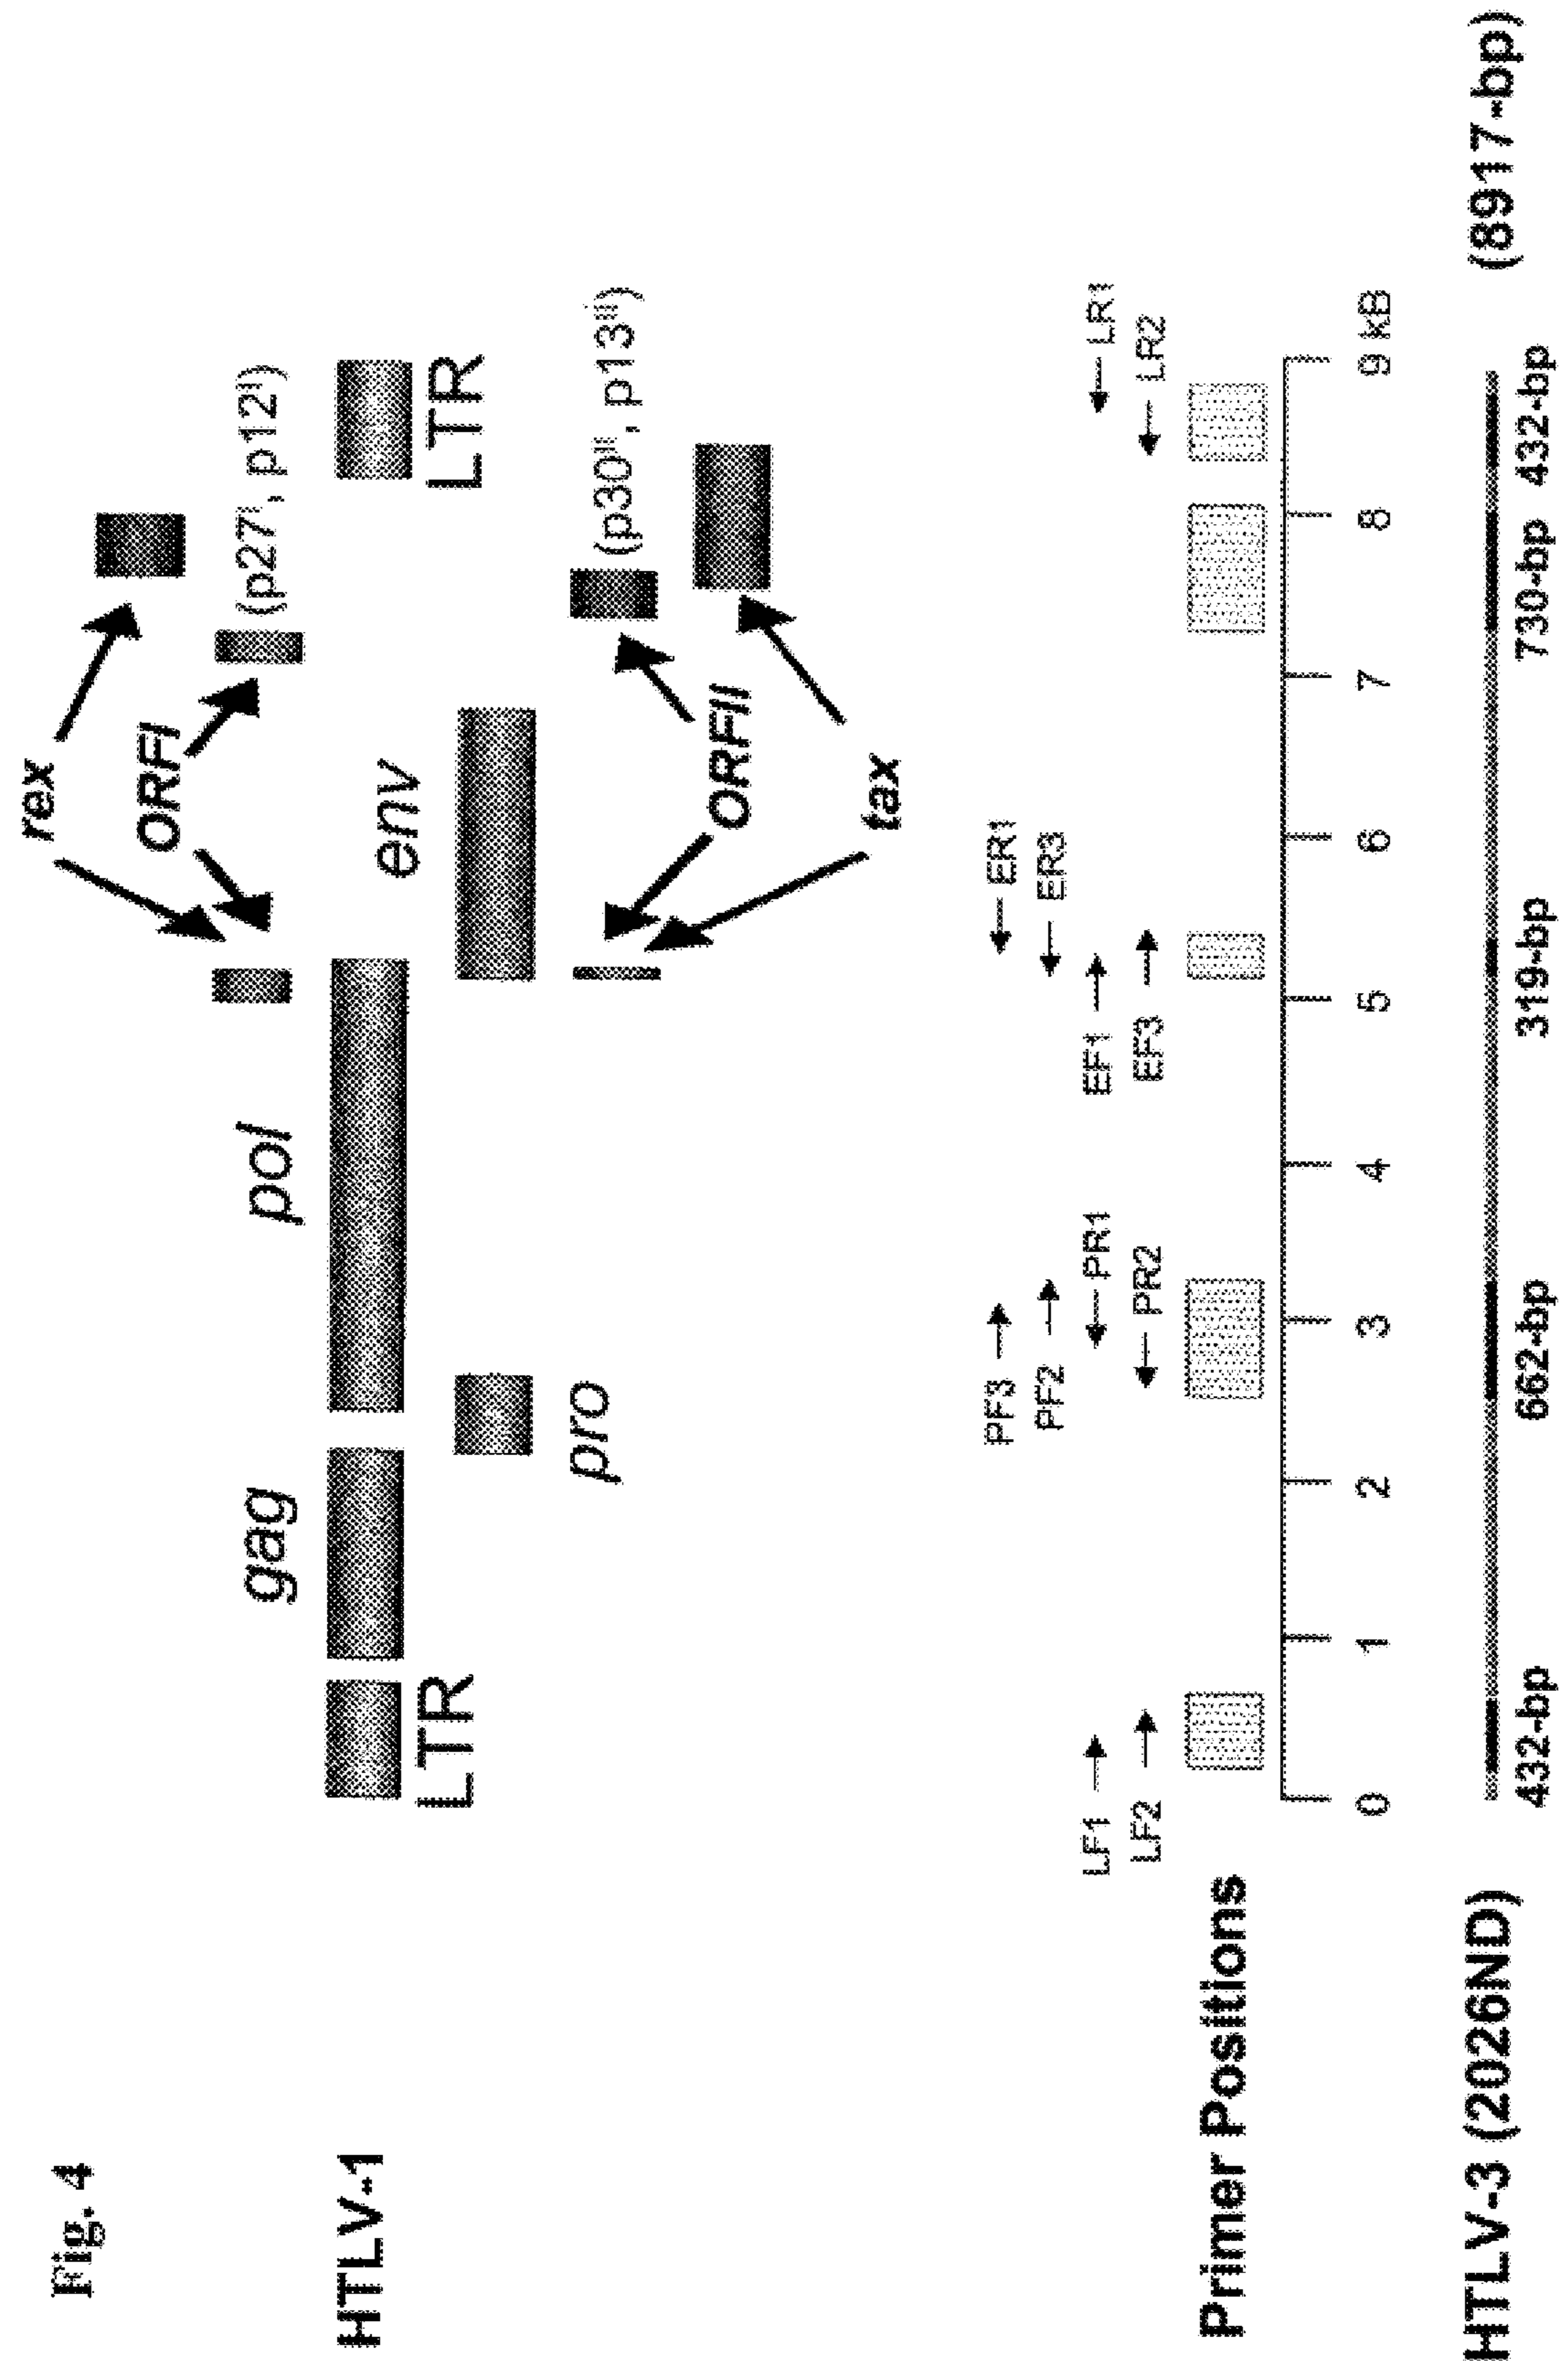 Fig. 4
HTLV-1
rex
ORFI
(p27ᴵ, p12ᴵ)
gag
pol
env
LTR
LTR
pro
ORFII
(p30ᴵᴵ, p13ᴵᴵ)
tax
PF3
ER1
PF2
ER3
LF1
PR1
EF1
LR1
LF2
PR2
EF3
LR2
Primer Positions
0 1 2 3 4 5 6 7 8 9 kB
HTLV-3 (2026ND)
(8917-bp)
432-bp 662-bp 319-bp 730-bp 432-bp